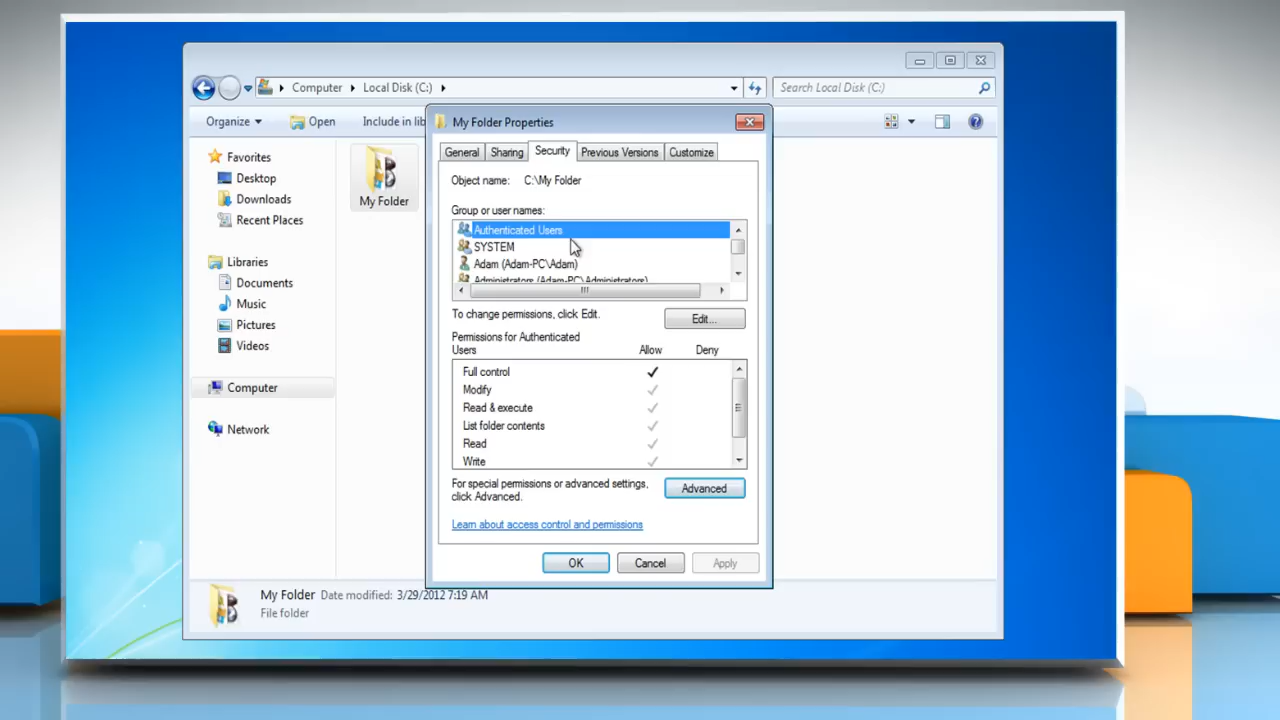 Computer
Local Disk (C:)
Search Local Disk (C:)
Organize
Open
Include in lib
Favorites
Desktop
Downloads
Recent Places
Libraries
Documents
Music
Pictures
Videos
Computer
Network
My Folder
My Folder Properties
General
Sharing
Security
Previous Versions
Customize
Object name: C:\My Folder
Group or user names:
Authenticated Users
SYSTEM
Adam (Adam-PC\Adam)
Administrators (Adam-PC\Administrators)
To change permissions, click Edit.
Edit...
Permissions for Authenticated
Users
Allow
Deny
Full control
Modify
Read & execute
List folder contents
Read
Write
For special permissions or advanced settings,
click Advanced.
Advanced
Learn about access control and permissions
OK
Cancel
Apply
My Folder Date modified: 3/29/2012 7:19 AM
File folder